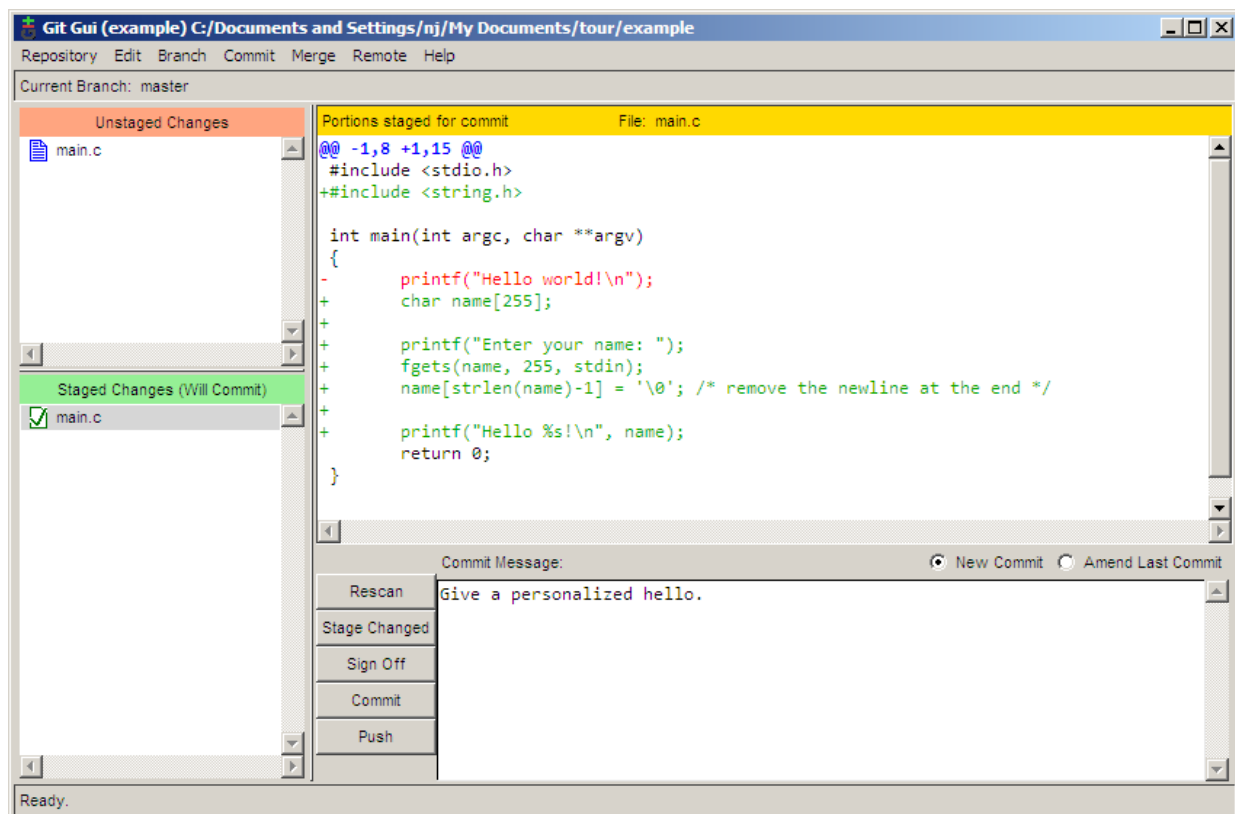 Git Gui (example) C:/Documents and Settings/nj/My Documents/tour/example
Repository Edit Branch Commit Merge Remote Help
Current Branch: master
Unstaged Changes
main.c
Staged Changes (Will Commit)
main.c
Portions staged for commit File: main.c
@@ -1,8 +1,15 @@
 #include <stdio.h>
+#include <string.h>
 int main(int argc, char **argv)
 {
-       printf("Hello world!\n");
+       char name[255];
+
+       printf("Enter your name: ");
+       fgets(name, 255, stdin);
+       name[strlen(name)-1] = '\0'; /* remove the newline at the end */
+
+       printf("Hello %s!\n", name);
        return 0;
 }
Commit Message:
New Commit Amend Last Commit
Rescan
Stage Changed
Sign Off
Commit
Push
Give a personalized hello.
Ready.